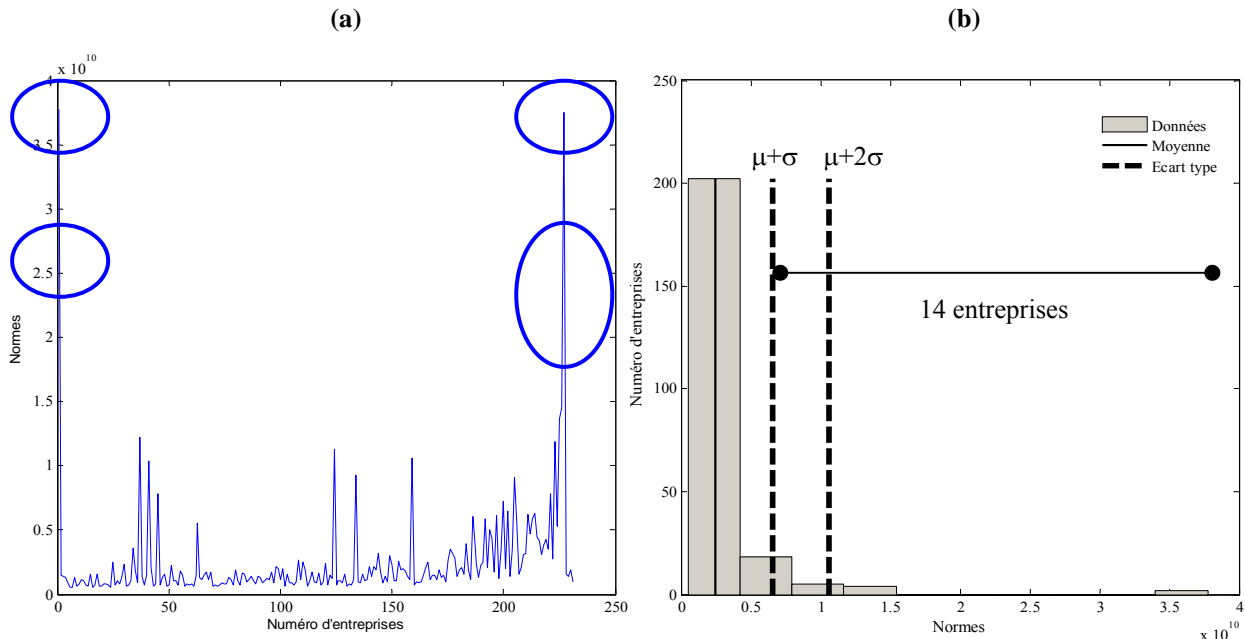 (a)
(b)
x 10^10
4
3.5
3
2.5
2
1.5
1
0.5
0
0
50
100
150
200
250
Normes
Numéro d'entreprises
250
200
150
100
50
0
Données
Moyenne
Ecart type
μ+σ
μ+2σ
14 entreprises
Numéro d'entreprises
0
0.5
1
1.5
2
2.5
3
3.5
4
Normes
x 10^10